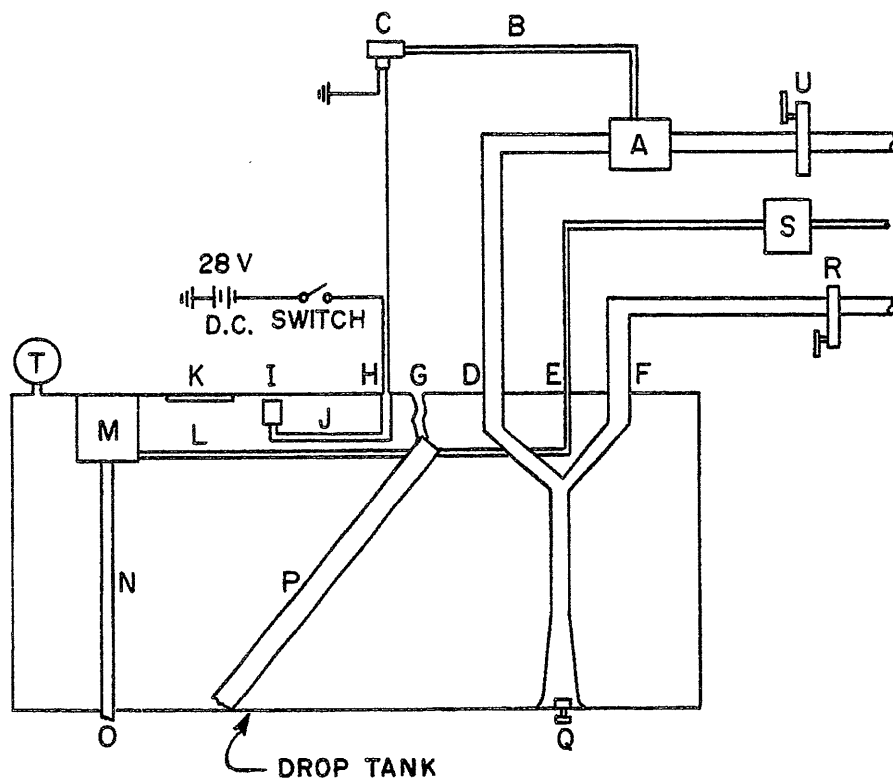 C B
U
A
S
28 V
R
D.C. SWITCH
T K I H G D E F
M J
L
N P
O Q
DROP TANK